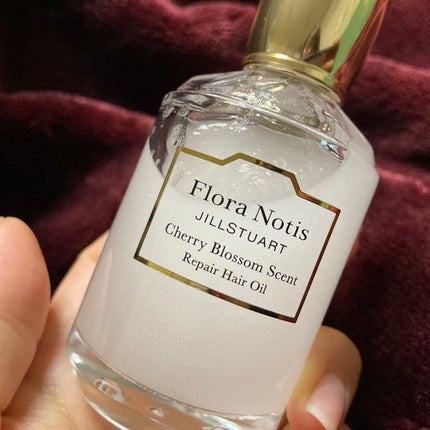 Flora Notis
JILLSTUART
Cherry Blossom Scent
Repair Hair Oil